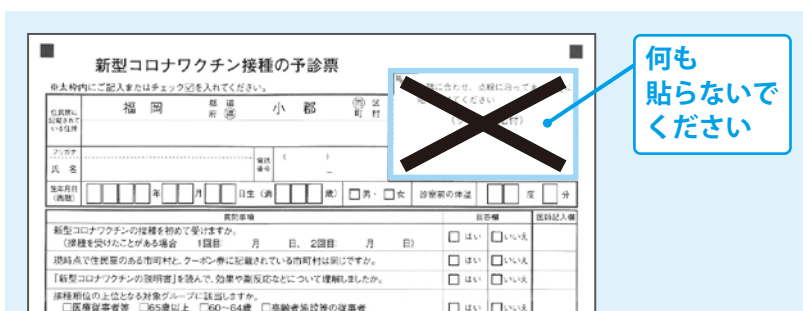 新型コロナワクチン接種の予診票
※太枠内にご記入またはチェック☑を入れてください。
住民票に
記載されて
いる住所
福 岡
都 道
府 県
小 郡
市 区
町 村
フリガナ
氏 名
電話
番号
( )
－
生年月日
(西暦)
年 月 日生 (満 歳) □男・□女 診察前の体温 度 分
質問事項
回答欄
医師記入欄
新型コロナワクチンの接種を初めて受けますか。
(接種を受けたことがある場合 1回目: 月 日、 2回目: 月 日)
□ はい □いいえ
現時点で住民票のある市町村と、クーポン券に記載されている市町村は同じですか。
□ はい □いいえ
「新型コロナワクチンの説明書」を読んで、効果や副反応などについて理解しましたか。
□ はい □いいえ
接種順位の上位となる対象グループに該当しますか。
□医療従事者等 □65歳以上 □60～64歳 □高齢者施設等の従事者
□ はい □いいえ
に合わせ、点線に沿って
てください
何も
貼らないで
ください